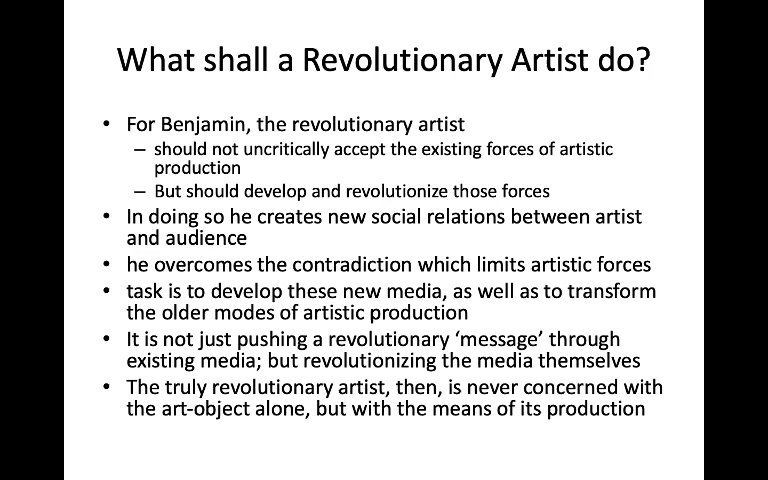 What shall a Revolutionary Artist do?
• For Benjamin, the revolutionary artist
– should not uncritically accept the existing forces of artistic
production
– But should develop and revolutionize those forces
• In doing so he creates new social relations between artist
and audience
• he overcomes the contradiction which limits artistic forces
• task is to develop these new media, as well as to transform
the older modes of artistic production
• It is not just pushing a revolutionary ‘message’ through
existing media; but revolutionizing the media themselves
• The truly revolutionary artist, then, is never concerned with
the art-object alone, but with the means of its production